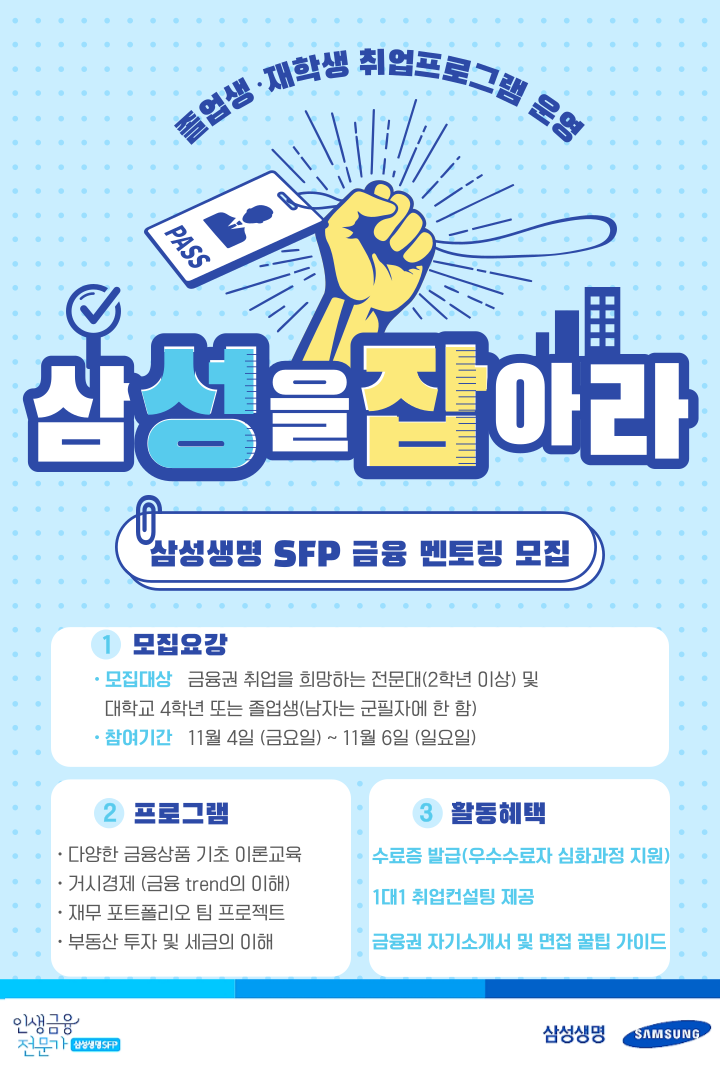 졸업생·재학생 취업프로그램 운영
PASS
삼성을잡아라
삼성생명 SFP 금융 멘토링 모집
1 모집요강
· 모집대상 금융권 취업을 희망하는 전문대(2학년 이상) 및
대학교 4학년 또는 졸업생(남자는 군필자에 한 함)
· 참여기간 11월 4일 (금요일) ~ 11월 6일 (일요일)
2 프로그램
· 다양한 금융상품 기초 이론교육
· 거시경제 (금융 trend의 이해)
· 재무 포트폴리오 팀 프로젝트
· 부동산 투자 및 세금의 이해
3 활동혜택
수료증 발급(우수수료자 심화과정 지원)
1대1 취업컨설팅 제공
금융권 자기소개서 및 면접 꿀팁 가이드
인생금융
전문가 삼성생명SFP
삼성생명 SAMSUNG